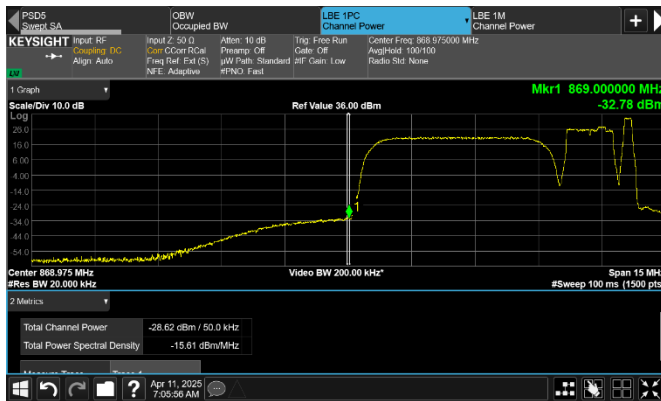 PSD5
Swept SA
OBW
Occupied BW
LBE 1PC
Channel Power
LBE 1M
Channel Power
+
KEYSIGHT
Input: RF
Coupling: DC
Align: Auto
Input Z: 50 Ω
Corr CCorr RCal
Freq Ref: Ext (S)
NFE: Adaptive
Atten: 10 dB
Preamp: Off
µW Path: Standard
#PNO: Fast
Trig: Free Run
Gate: Off
#IF Gain: Low
Center Freq: 868.975000 MHz
Avg|Hold: 100/100
Radio Std: None
LM
1 Graph
Mkr1 869.000000 MHz
Scale/Div 10.0 dB
Ref Value 36.00 dBm
-32.78 dBm
Log
26.0
16.0
6.00
-4.00
-14.0
-24.0
-34.0
-44.0
-54.0
1
Center 868.975 MHz
Video BW 200.00 kHz*
Span 15 MHz
#Res BW 20.000 kHz
#Sweep 100 ms (1500 pts)
2 Metrics
Total Channel Power
-28.62 dBm / 50.0 kHz
Total Power Spectral Density
-15.61 dBm/MHz
?
Apr 11, 2025
7:05:56 AM